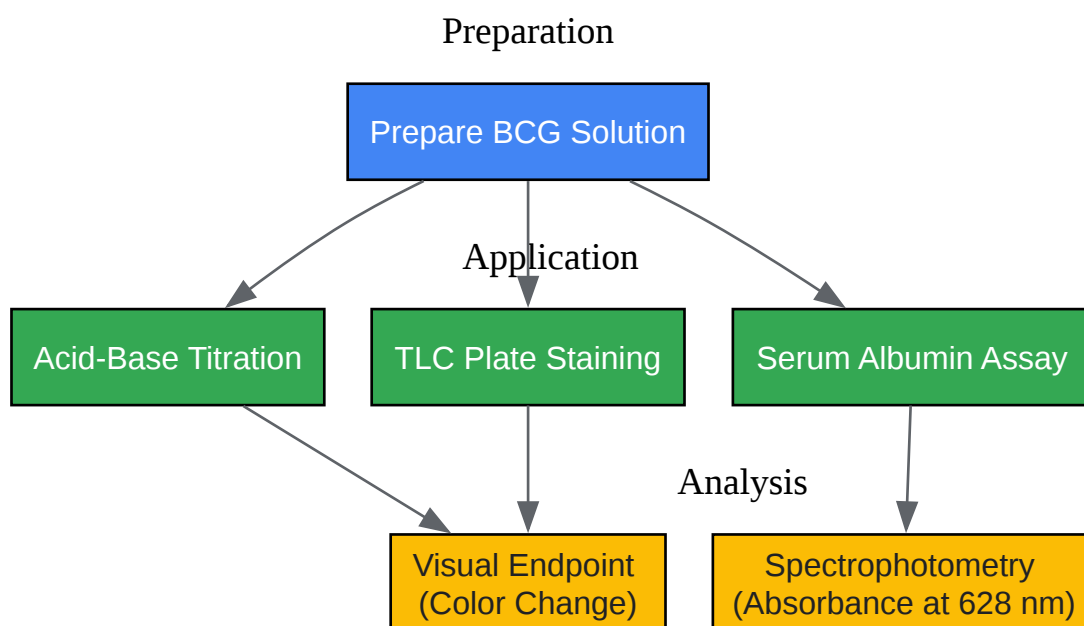 Preparation
Prepare BCG Solution
Application
Acid-Base Titration
TLC Plate Staining
Serum Albumin Assay
Analysis
Visual Endpoint
(Color Change)
Spectrophotometry
(Absorbance at 628 nm)